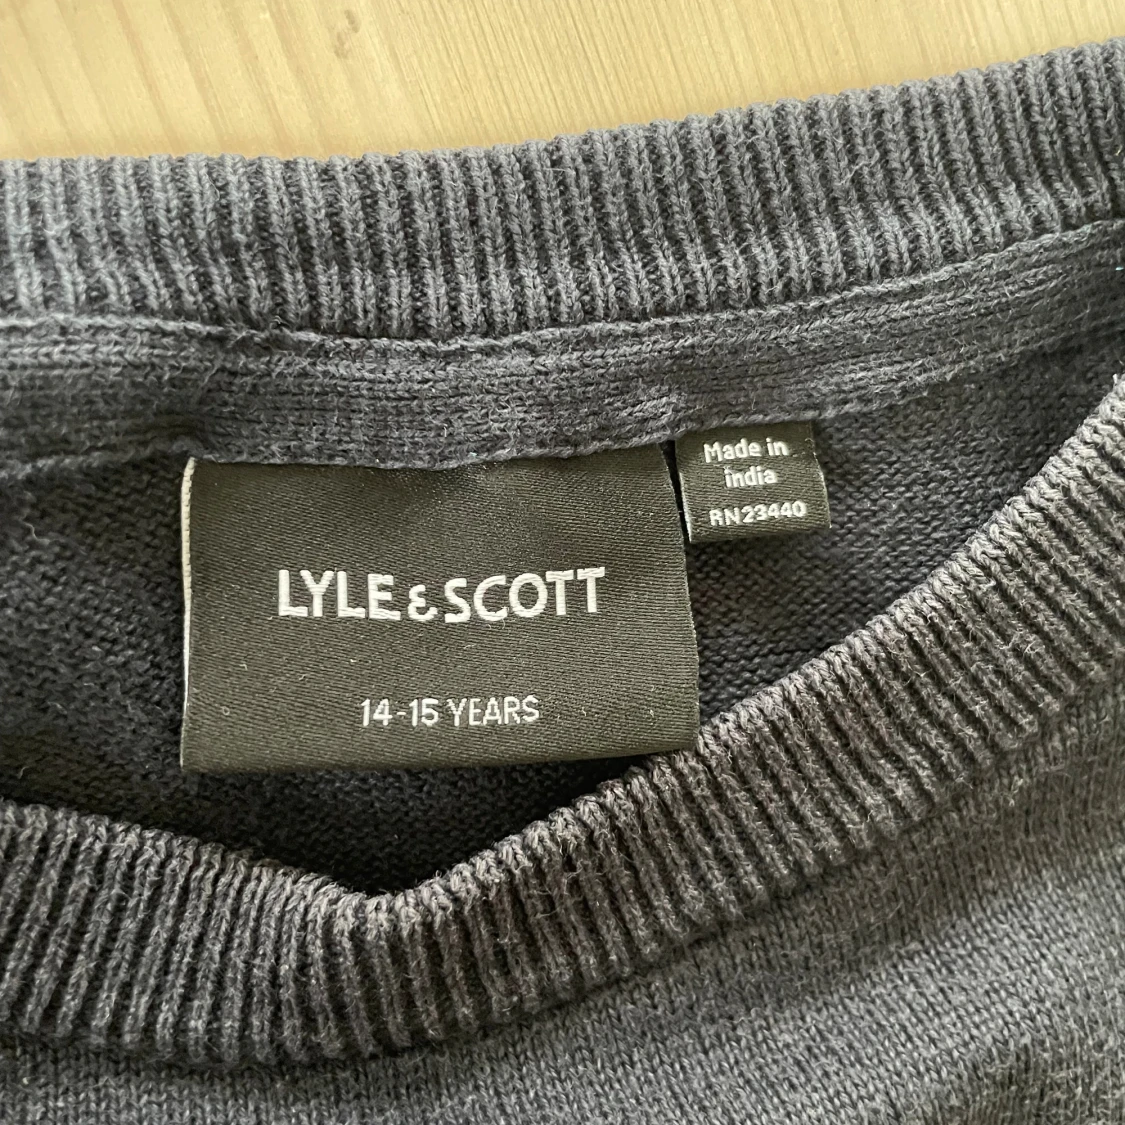 Made in
India
RN23440
LYLE & SCOTT
14-15 YEARS